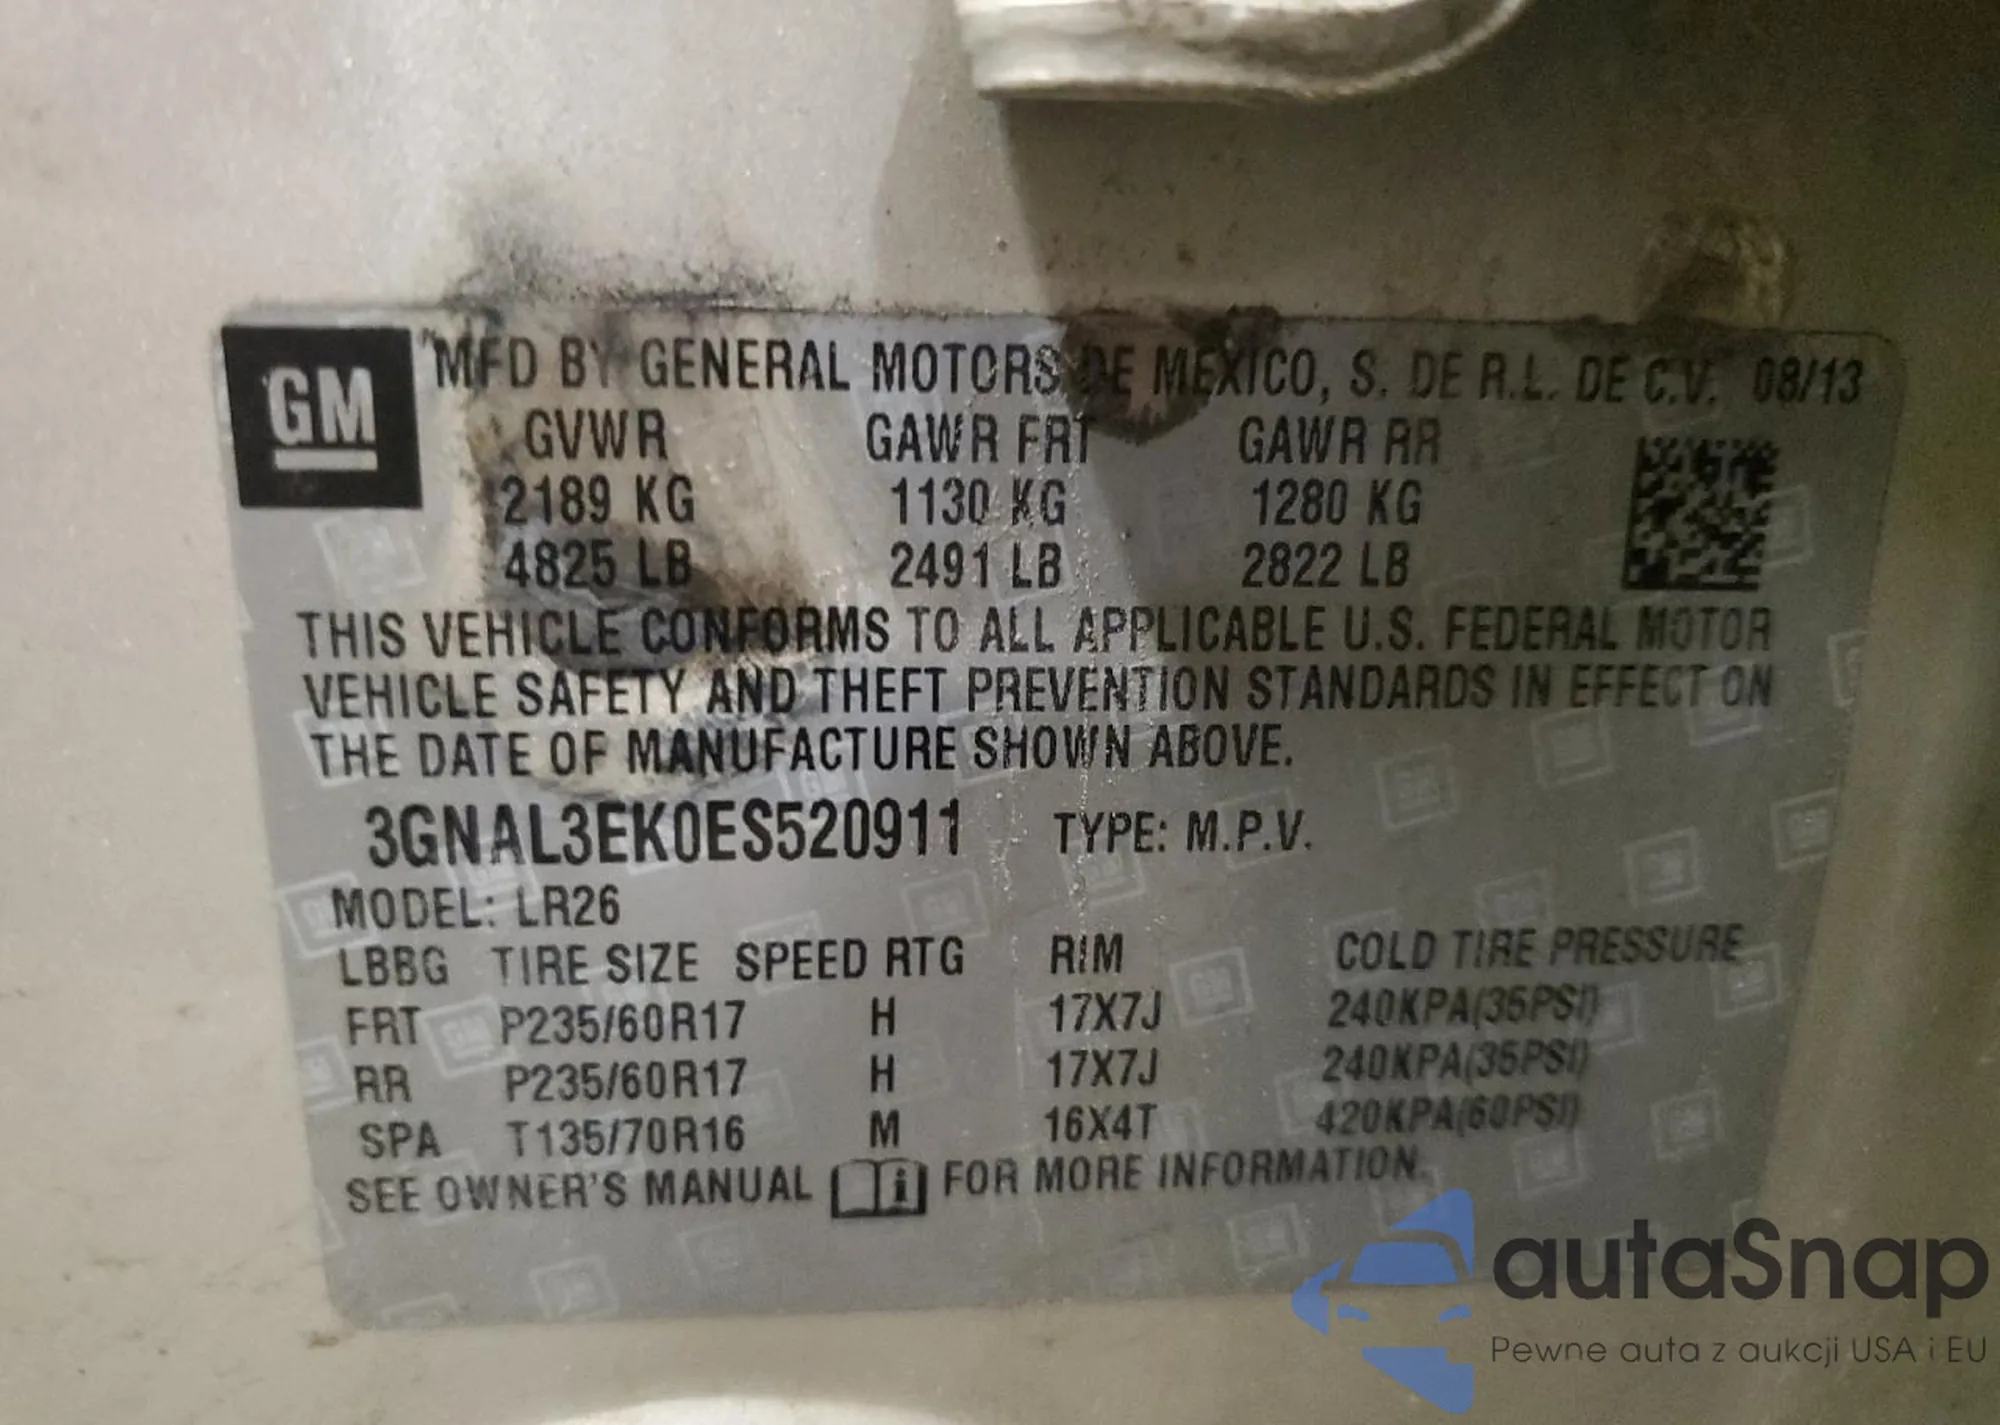 GM
MFD BY GENERAL MOTORS DE MEXICO, S. DE R.L. DE C.V. 08/13
GVWR GAWR FRT GAWR RR
2189 KG 1130 KG 1280 KG
4825 LB 2491 LB 2822 LB
THIS VEHICLE CONFORMS TO ALL APPLICABLE U.S. FEDERAL MOTOR
VEHICLE SAFETY AND THEFT PREVENTION STANDARDS IN EFFECT ON
THE DATE OF MANUFACTURE SHOWN ABOVE.
3GNAL3EK0ES520911 TYPE: M.P.V.
MODEL: LR26
LBBG TIRE SIZE SPEED RTG RIM COLD TIRE PRESSURE
FRT P235/60R17 H 17X7J 240KPA(35PSI)
RR P235/60R17 H 17X7J 240KPA(35PSI)
SPA T135/70R16 M 16X4T 420KPA(60PSI)
SEE OWNER'S MANUAL i FOR MORE INFORMATION.
autaSnap
Pewne auta z aukcji USA i EU